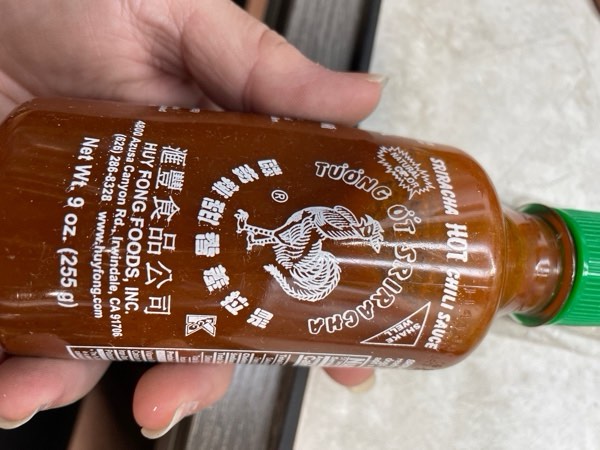 SRIRACHA HOT CHILI SAUCE
SHAKE WELL
TƯƠNG ỚT SRIRACHA
是拉差香甜辣椒醬
®
K
匯豐食品公司
HUY FONG FOODS, INC.
4800 Azusa Canyon Rd., Irwindale, CA 91706
(626) 286-8328 www.huyfong.com
Net Wt. 9 oz. (255 g)